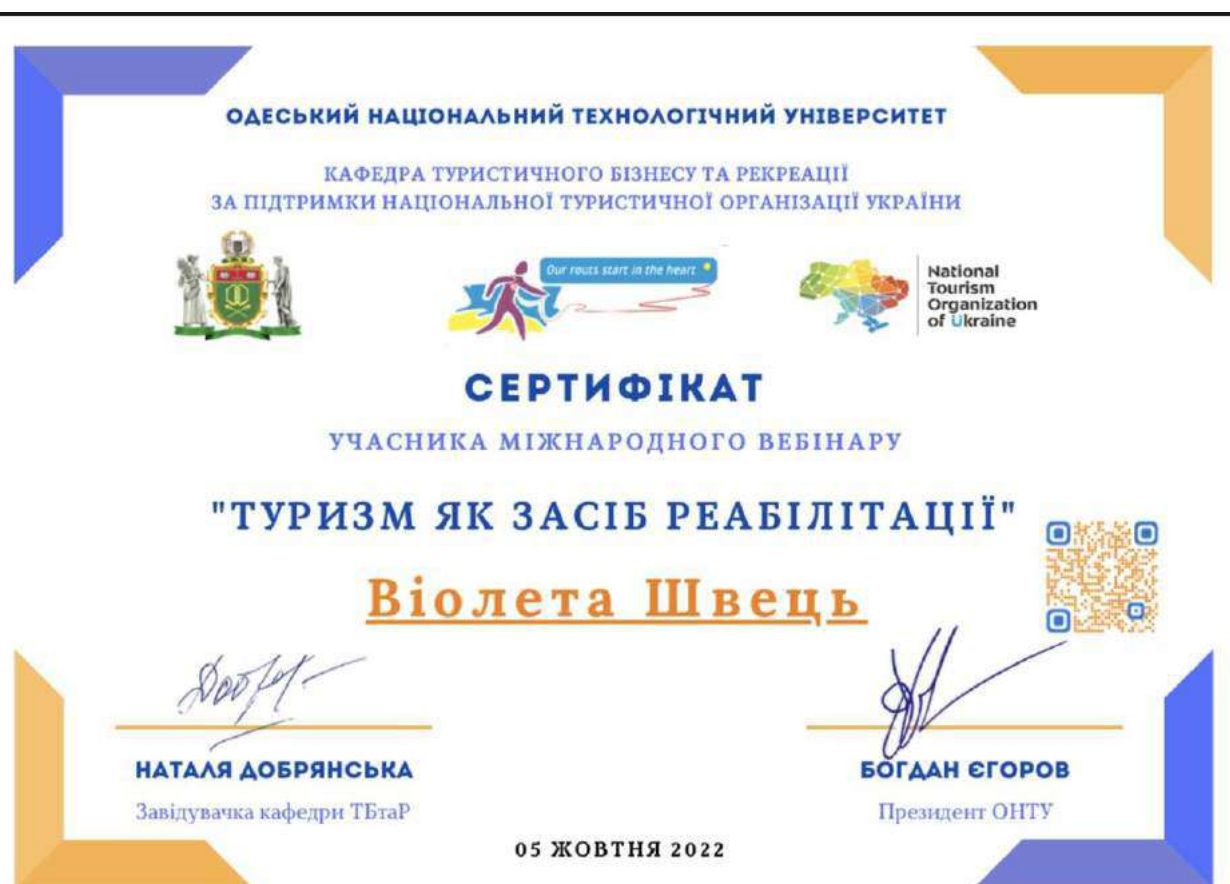 ОДЕСЬКИЙ НАЦІОНАЛЬНИЙ ТЕХНОЛОГІЧНИЙ УНІВЕРСИТЕТ
КАФЕДРА ТУРИСТИЧНОГО БІЗНЕСУ ТА РЕКРЕАЦІЇ
ЗА ПІДТРИМКИ НАЦІОНАЛЬНОЇ ТУРИСТИЧНОЇ ОРГАНІЗАЦІЇ УКРАЇНИ
Our routs start in the heart
National
Tourism
Organization
of Ukraine
СЕРТИФІКАТ
УЧАСНИКА МІЖНАРОДНОГО ВЕБІНАРУ
"ТУРИЗМ ЯК ЗАСІБ РЕАБІЛІТАЦІЇ"
Віолета Швець
НАТАЛЯ ДОБРЯНСЬКА
Завідувачка кафедри ТБтаР
БОГДАН ЄГОРОВ
Президент ОНТУ
05 ЖОВТНЯ 2022